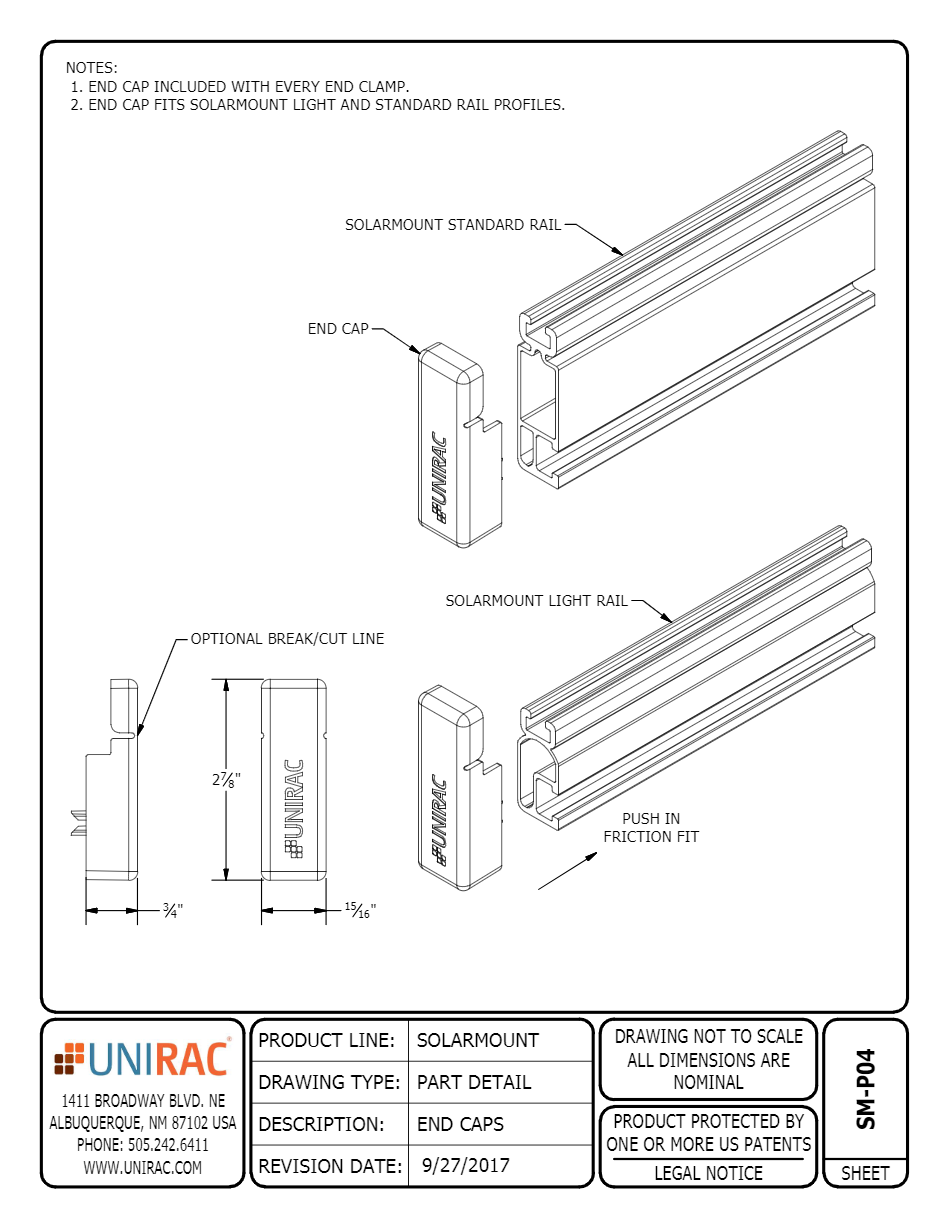 NOTES:
1. END CAP INCLUDED WITH EVERY END CLAMP.
2. END CAP FITS SOLARMOUNT LIGHT AND STANDARD RAIL PROFILES.
SOLARMOUNT STANDARD RAIL
END CAP
UNIRAC
SOLARMOUNT LIGHT RAIL
OPTIONAL BREAK/CUT LINE
2⅞"
UNIRAC
UNIRAC
PUSH IN
FRICTION FIT
¾"
15/16"
UNIRAC®
1411 BROADWAY BLVD. NE
ALBUQUERQUE, NM 87102 USA
PHONE: 505.242.6411
WWW.UNIRAC.COM
PRODUCT LINE: SOLARMOUNT
DRAWING TYPE: PART DETAIL
DESCRIPTION: END CAPS
REVISION DATE: 9/27/2017
DRAWING NOT TO SCALE
ALL DIMENSIONS ARE
NOMINAL
PRODUCT PROTECTED BY
ONE OR MORE US PATENTS
LEGAL NOTICE
SM-P04
SHEET